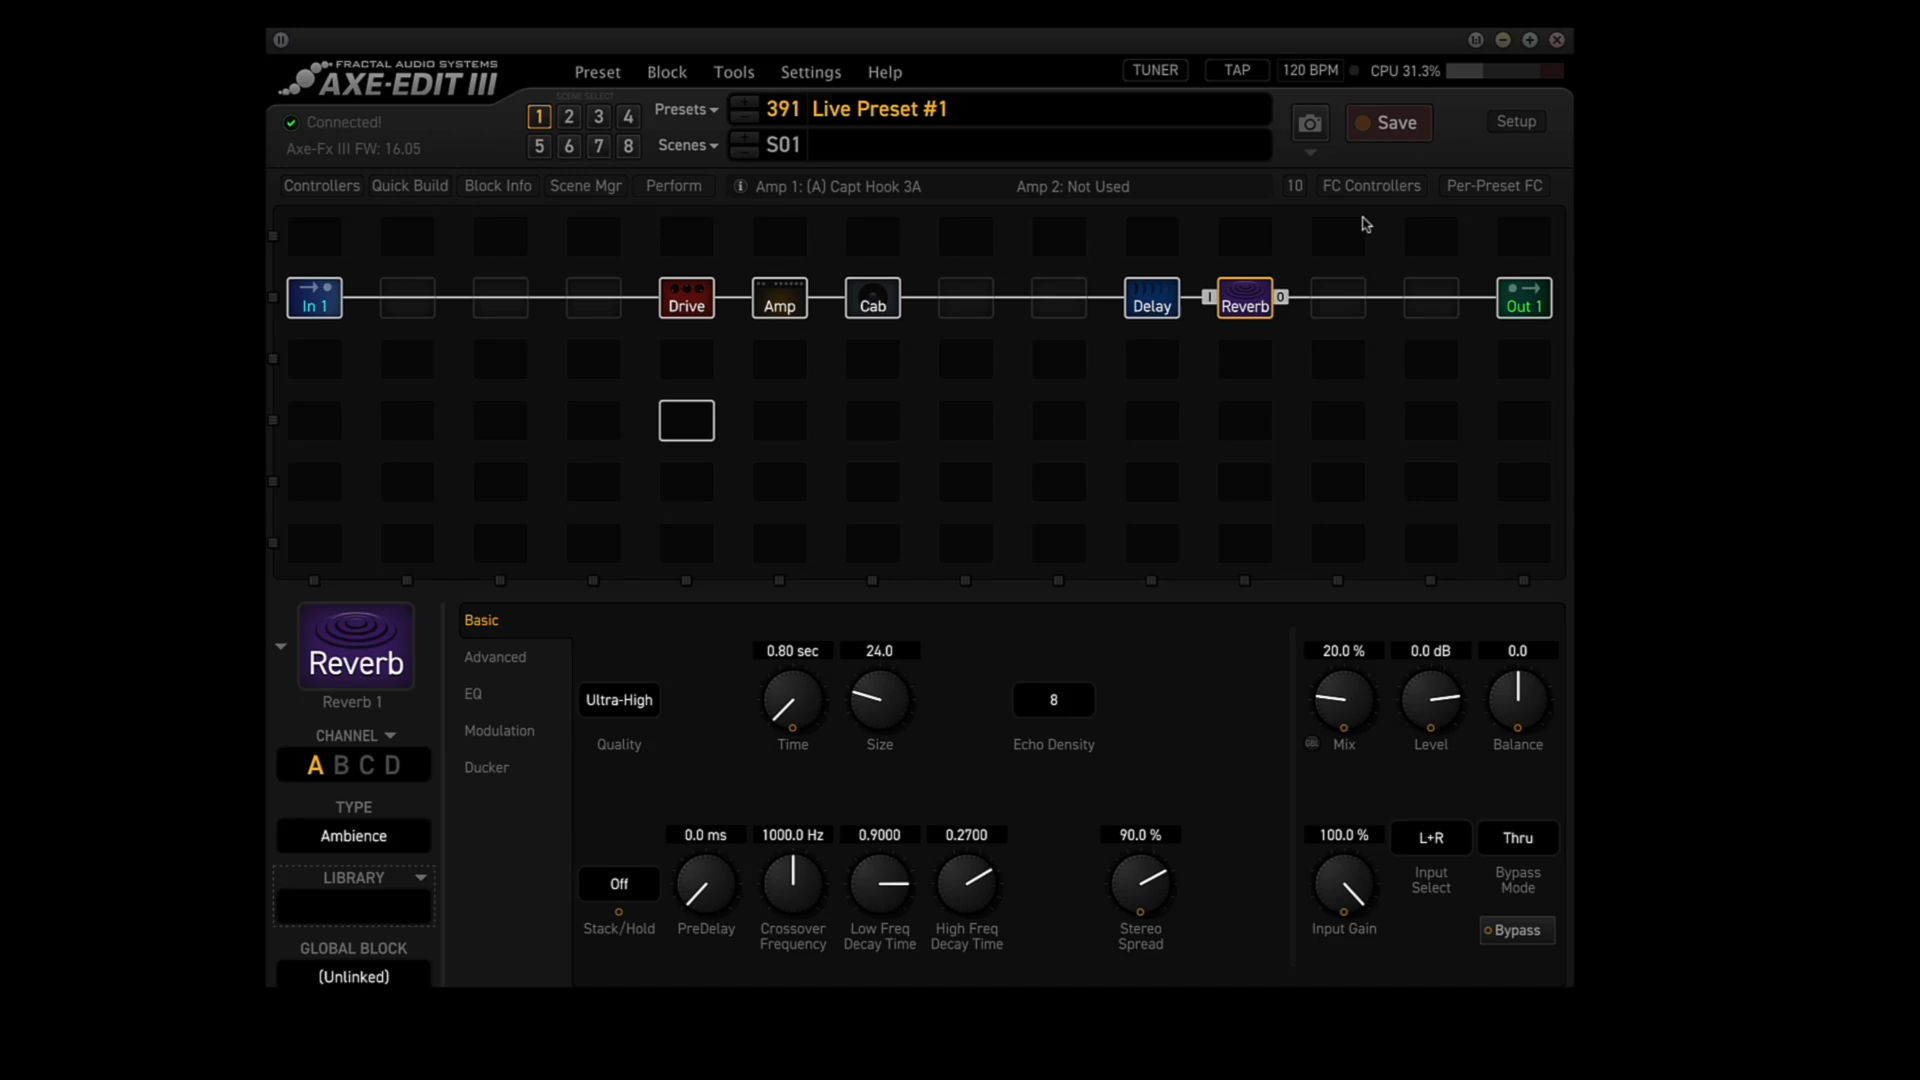 FRACTAL AUDIO SYSTEMS
AXE-EDIT III
Preset Block Tools Settings Help
TUNER TAP 120 BPM CPU 31.3%
SCENE SELECT
1 2 3 4
5 6 7 8
Presets 391 Live Preset #1
Scenes S01
Connected!
Axe-Fx III FW: 16.05
Save
Setup
Controllers Quick Build Block Info Scene Mgr Perform Amp 1: (A) Capt Hook 3A Amp 2: Not Used 10 FC Controllers Per-Preset FC
In 1 Drive Amp Cab Delay I Reverb O Out 1
Reverb
Reverb 1
CHANNEL
A B C D
TYPE
Ambience
LIBRARY
GLOBAL BLOCK
(Unlinked)
Basic
Advanced
EQ
Modulation
Ducker
0.80 sec 24.0 20.0 % 0.0 dB 0.0
Ultra-High 8
Quality Time Size Echo Density Mix Level Balance
0.0 ms 1000.0 Hz 0.9000 0.2700 90.0 % 100.0 % L+R Thru
Off
Stack/Hold PreDelay Crossover Frequency Low Freq Decay Time High Freq Decay Time Stereo Spread Input Gain Input Select Bypass Mode
Bypass